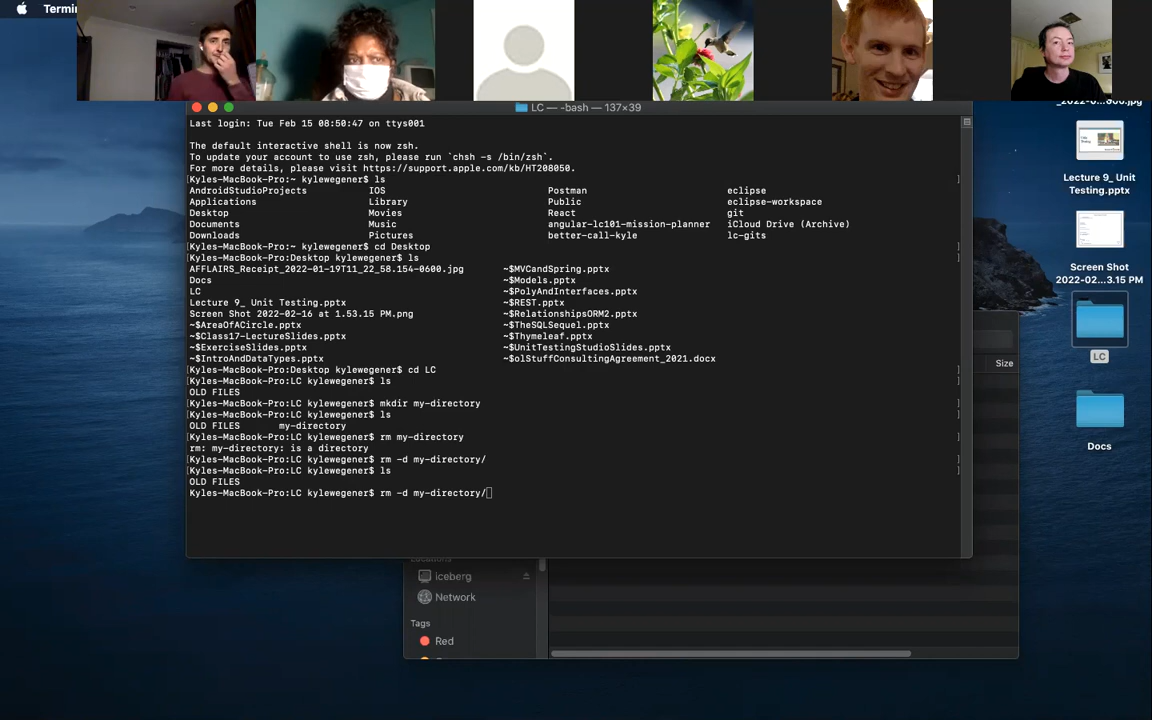 Termi
LC — -bash — 137×39
Last login: Tue Feb 15 08:50:47 on ttys001
The default interactive shell is now zsh.
To update your account to use zsh, please run `chsh -s /bin/zsh`.
For more details, please visit https://support.apple.com/kb/HT208050.
[Kyles-MacBook-Pro:~ kylewegener$ ls ]
AndroidStudioProjects IOS Postman eclipse
Applications Library Public eclipse-workspace
Desktop Movies React git
Documents Music angular-lc101-mission-planner iCloud Drive (Archive)
Downloads Pictures better-call-kyle lc-gits
[Kyles-MacBook-Pro:~ kylewegener$ cd Desktop ]
[Kyles-MacBook-Pro:Desktop kylewegener$ ls ]
AFFLAIRS_Receipt_2022-01-19T11_22_58.154-0600.jpg ~$MVCandSpring.pptx
Docs ~$Models.pptx
LC ~$PolyAndInterfaces.pptx
Lecture 9_ Unit Testing.pptx ~$REST.pptx
Screen Shot 2022-02-16 at 1.53.15 PM.png ~$RelationshipsORM2.pptx
~$AreaOfACircle.pptx ~$TheSQLSequel.pptx
~$Class17-LectureSlides.pptx ~$Thymeleaf.pptx
~$ExerciseSlides.pptx ~$UnitTestingStudioSlides.pptx
~$IntroAndDataTypes.pptx ~$olStuffConsultingAgreement_2021.docx
[Kyles-MacBook-Pro:Desktop kylewegener$ cd LC ]
[Kyles-MacBook-Pro:LC kylewegener$ ls ]
OLD FILES
[Kyles-MacBook-Pro:LC kylewegener$ mkdir my-directory ]
[Kyles-MacBook-Pro:LC kylewegener$ ls ]
OLD FILES my-directory
[Kyles-MacBook-Pro:LC kylewegener$ rm my-directory ]
rm: my-directory: is a directory
[Kyles-MacBook-Pro:LC kylewegener$ rm -d my-directory/ ]
[Kyles-MacBook-Pro:LC kylewegener$ ls ]
OLD FILES
Kyles-MacBook-Pro:LC kylewegener$ rm -d my-directory/
Lecture 9_ Unit
Testing.pptx
Screen Shot
2022-02...3.15 PM
LC
Size
Docs
iceberg
Network
Tags
Red